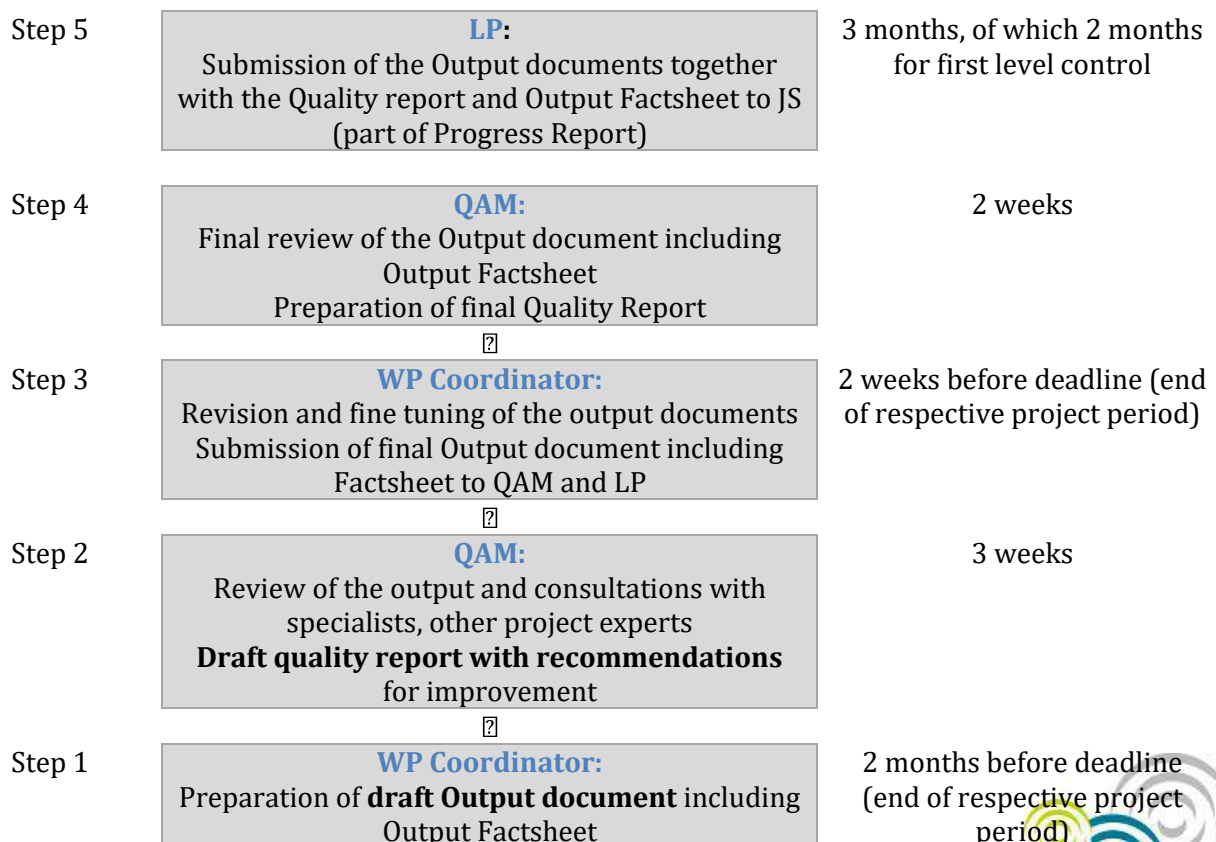 Step 5
LP:
Submission of the Output documents together
with the Quality report and Output Factsheet to JS
(part of Progress Report)
3 months, of which 2 months
for first level control
Step 4
QAM:
Final review of the Output document including
Output Factsheet
Preparation of final Quality Report
2 weeks
Step 3
WP Coordinator:
Revision and fine tuning of the output documents
Submission of final Output document including
Factsheet to QAM and LP
2 weeks before deadline (end
of respective project period)
Step 2
QAM:
Review of the output and consultations with
specialists, other project experts
Draft quality report with recommendations
for improvement
3 weeks
Step 1
WP Coordinator:
Preparation of draft Output document including
Output Factsheet
2 months before deadline
(end of respective project
period)